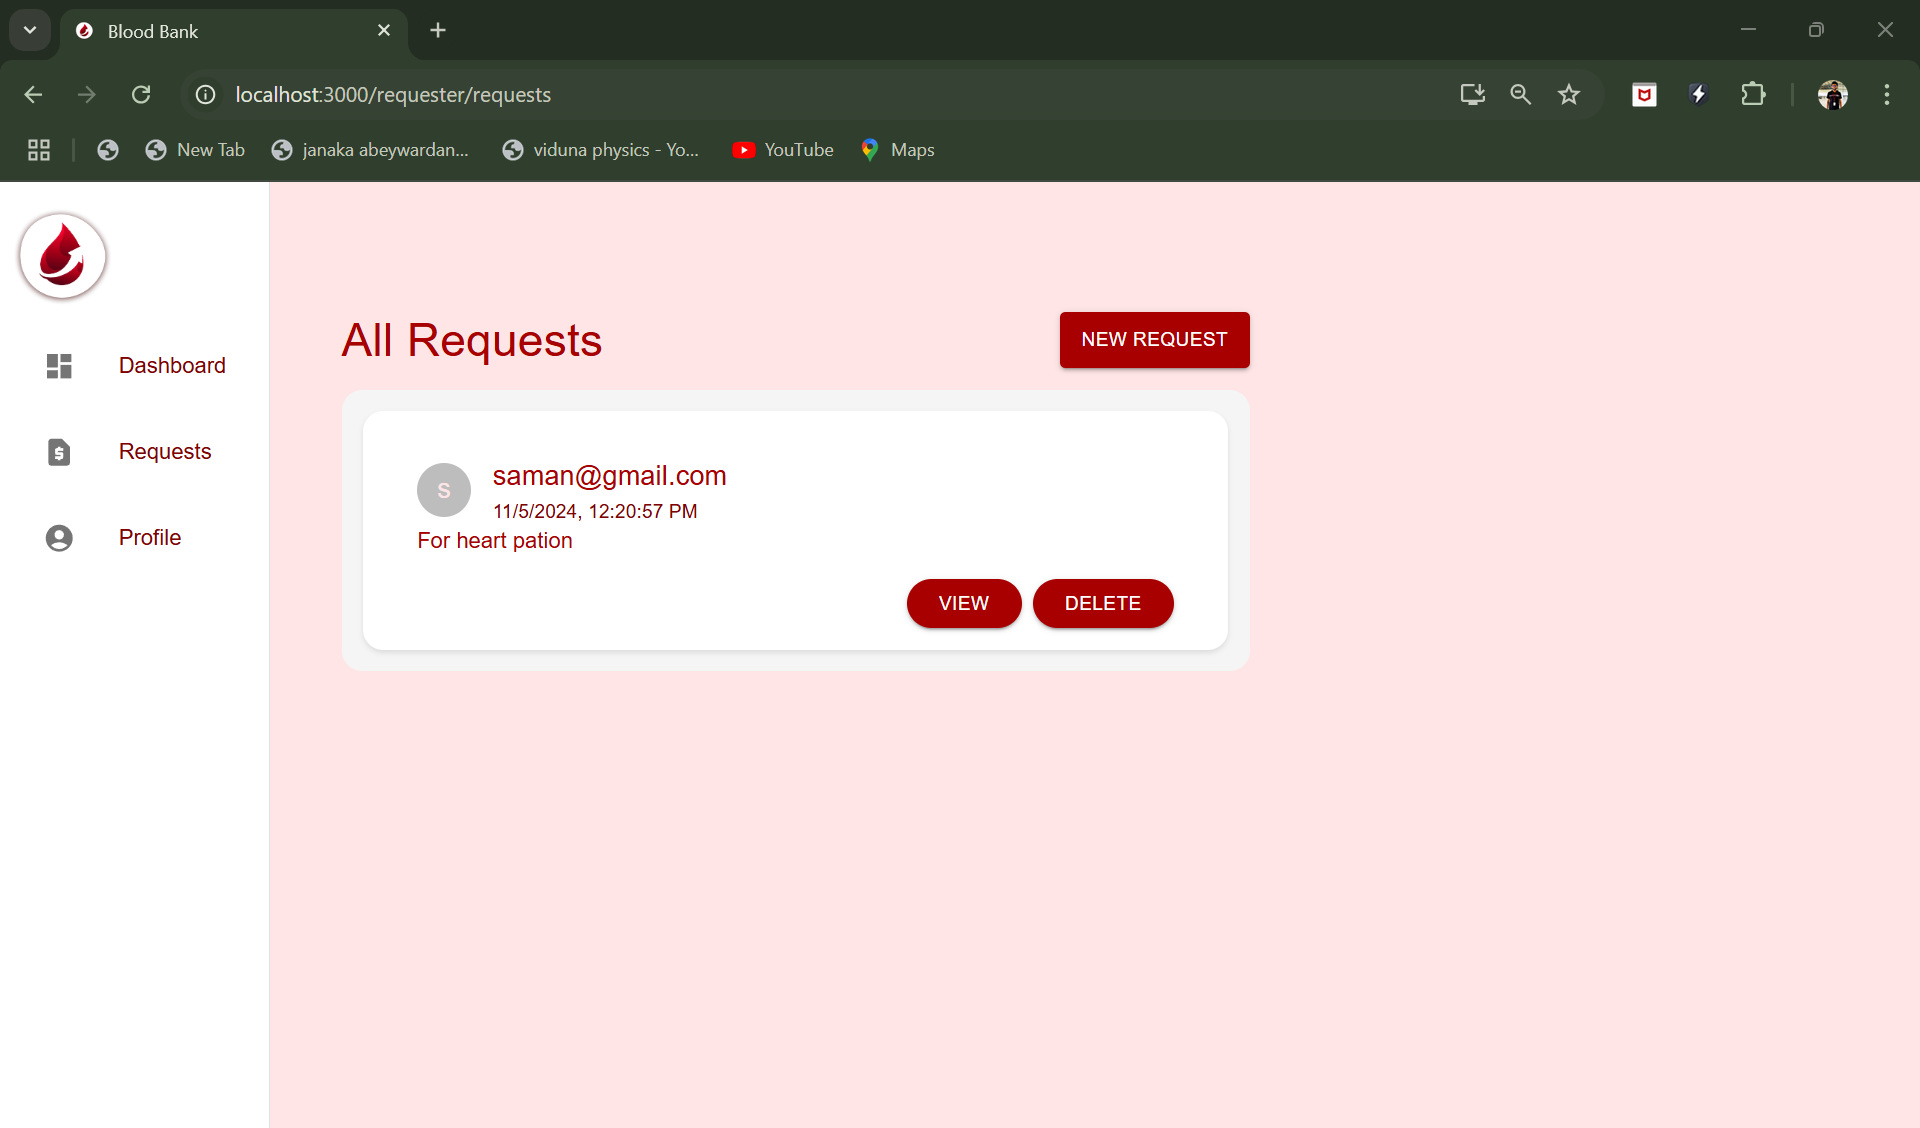 Blood Bank
localhost:3000/requester/requests
New Tab
janaka abeywardan...
viduna physics - Yo...
YouTube
Maps
Dashboard
Requests
Profile
All Requests
NEW REQUEST
S
saman@gmail.com
11/5/2024, 12:20:57 PM
For heart pation
VIEW
DELETE